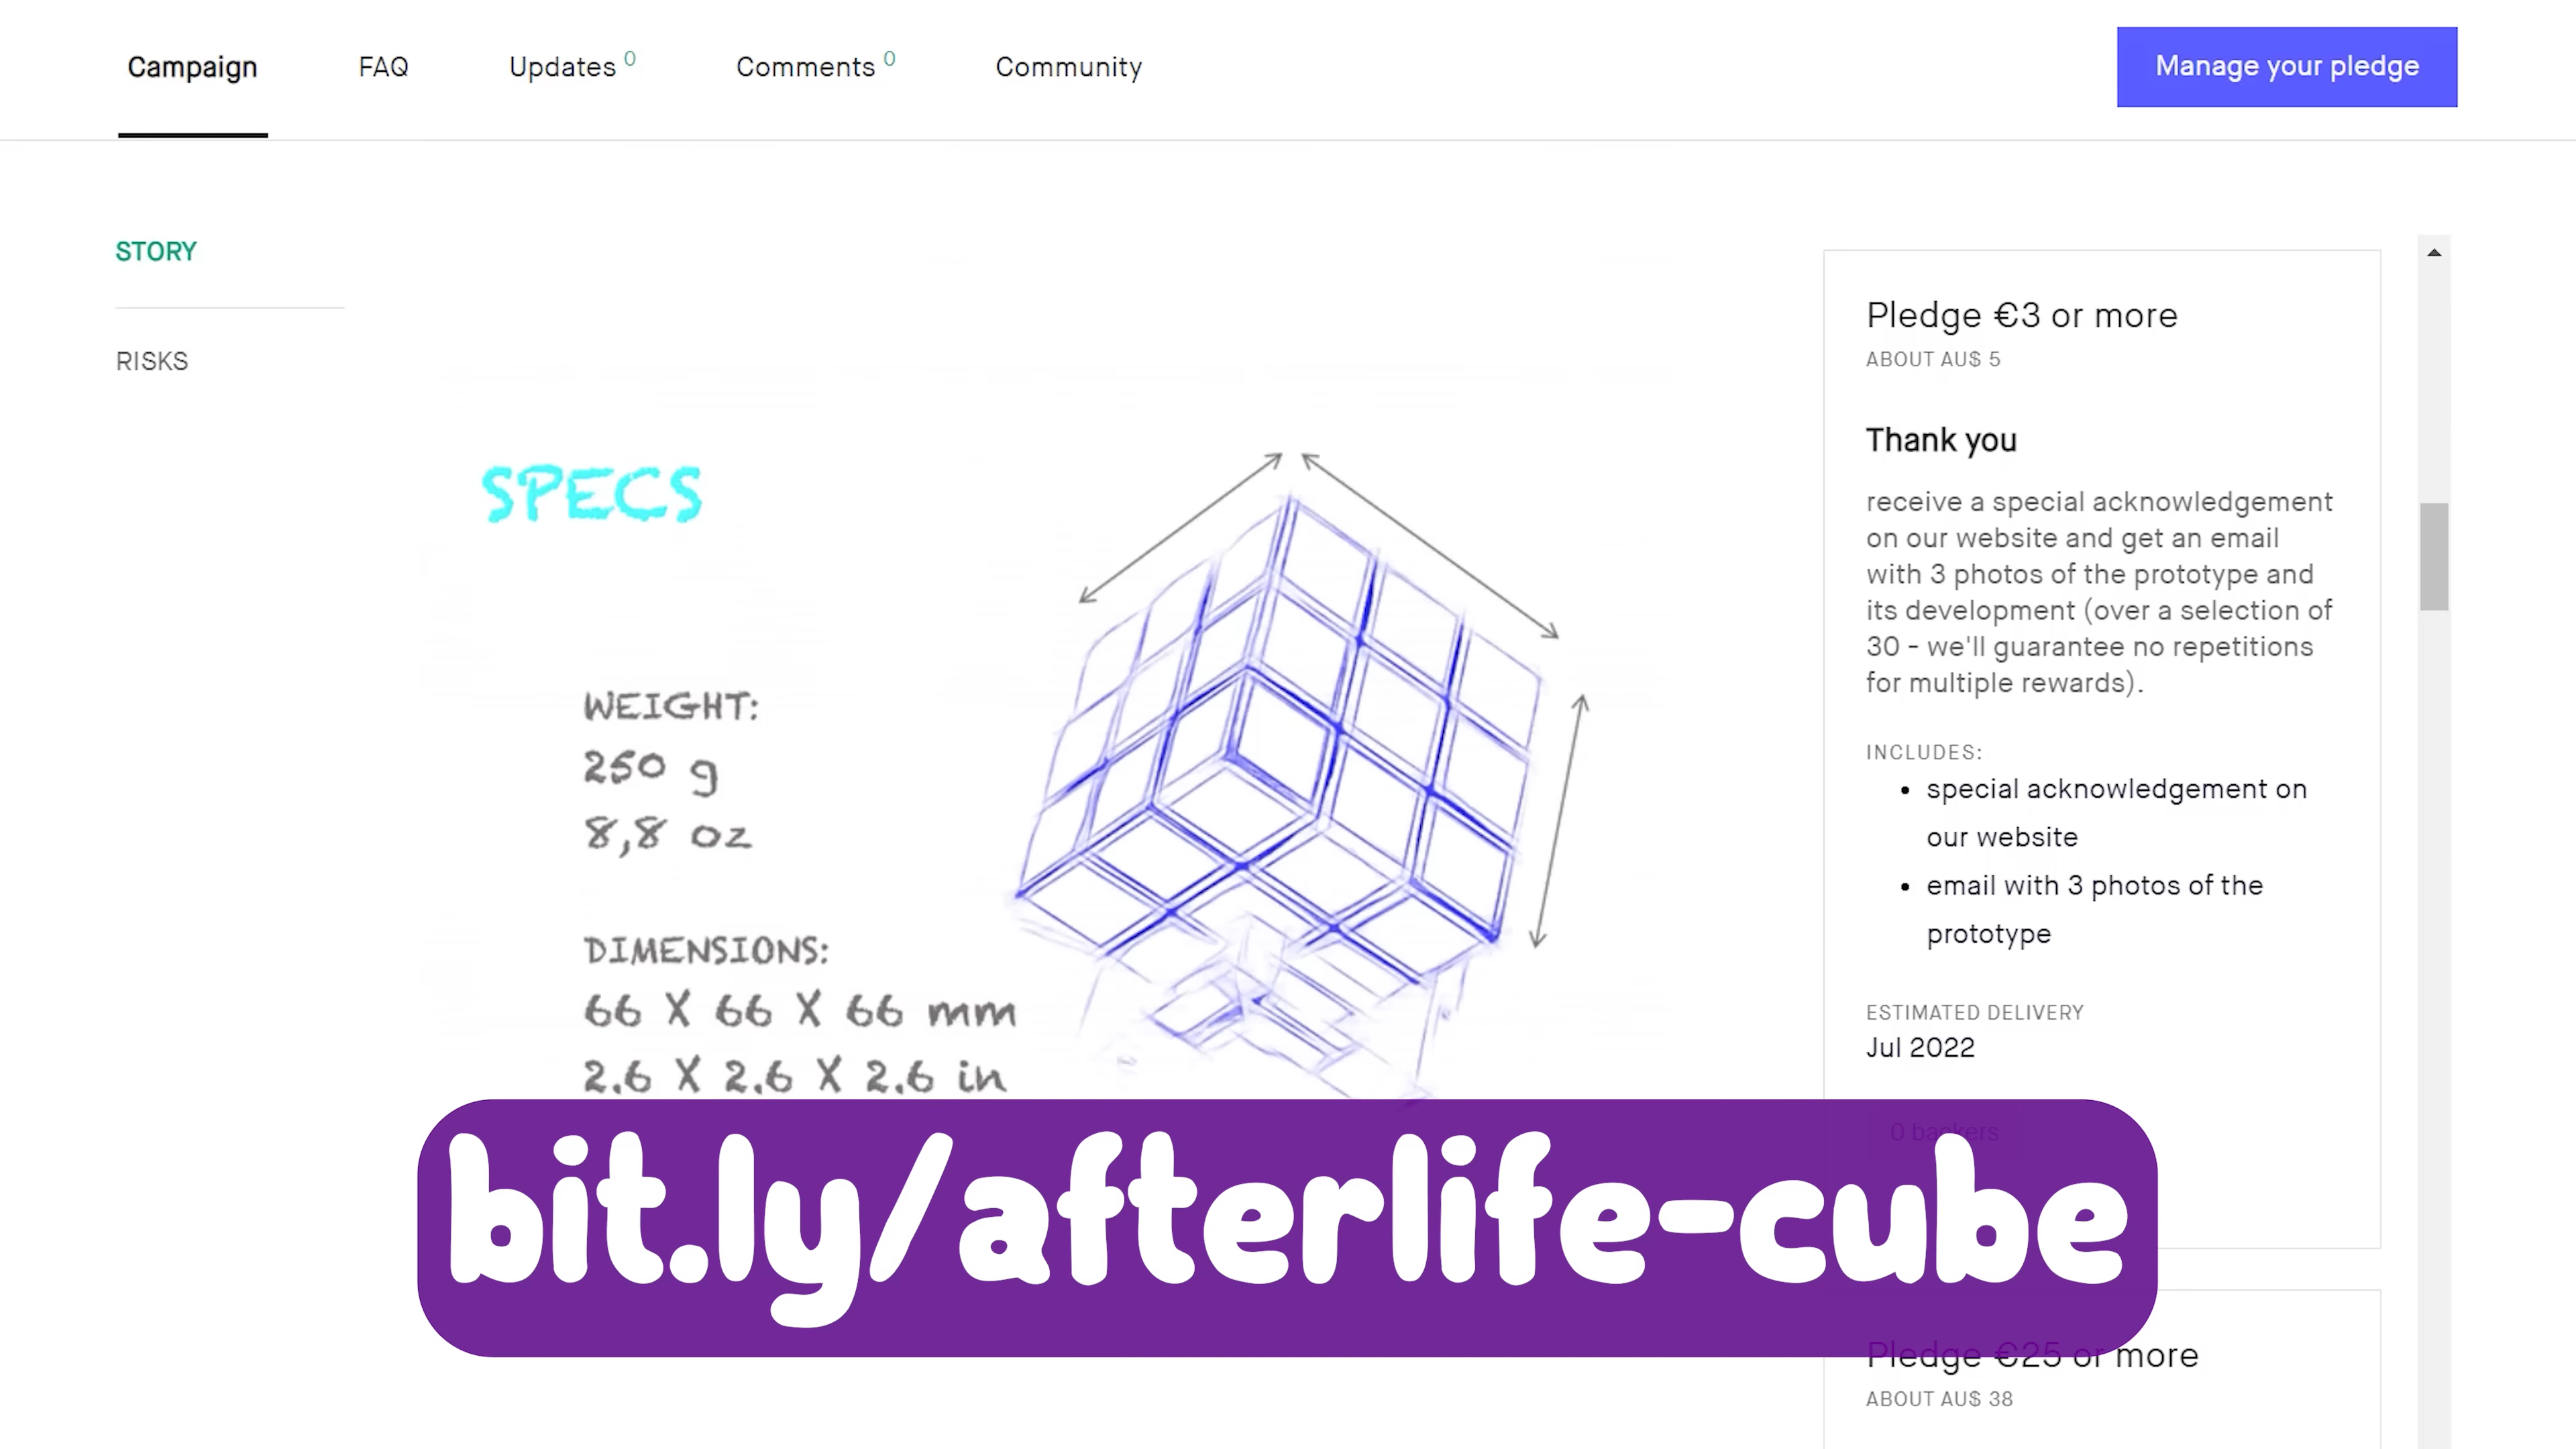 Campaign
FAQ
Updates 0
Comments 0
Community
Manage your pledge
STORY
RISKS
SPECS
WEIGHT:
250 g
8,8 oz
DIMENSIONS:
66 X 66 X 66 mm
2.6 X 2.6 X 2.6 in
Pledge €3 or more
ABOUT AU$ 5
Thank you
receive a special acknowledgement
on our website and get an email
with 3 photos of the prototype and
its development (over a selection of
30 - we'll guarantee no repetitions
for multiple rewards).
INCLUDES:
• special acknowledgement on
our website
• email with 3 photos of the
prototype
ESTIMATED DELIVERY
Jul 2022
0 backers
bit.ly/afterlife-cube
Pledge €25 or more
ABOUT AU$ 38